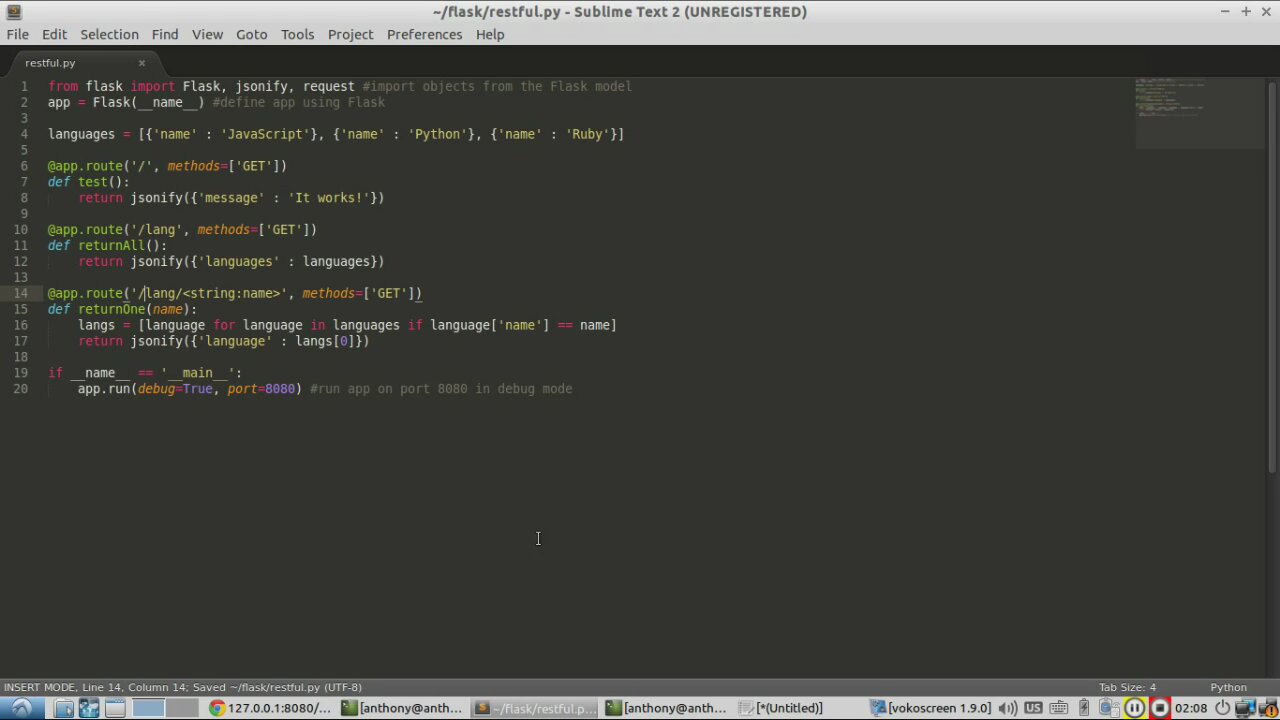 ~/flask/restful.py - Sublime Text 2 (UNREGISTERED)
File Edit Selection Find View Goto Tools Project Preferences Help
restful.py
1 from flask import Flask, jsonify, request #import objects from the Flask model
2 app = Flask(__name__) #define app using Flask
3
4 languages = [{'name' : 'JavaScript'}, {'name' : 'Python'}, {'name' : 'Ruby'}]
5
6 @app.route('/', methods=['GET'])
7 def test():
8     return jsonify({'message' : 'It works!'})
9
10 @app.route('/lang', methods=['GET'])
11 def returnAll():
12     return jsonify({'languages' : languages})
13
14 @app.route('/lang/<string:name>', methods=['GET'])
15 def returnOne(name):
16     langs = [language for language in languages if language['name'] == name]
17     return jsonify({'language' : langs[0]})
18
19 if __name__ == '__main__':
20     app.run(debug=True, port=8080) #run app on port 8080 in debug mode
INSERT MODE, Line 14, Column 14; Saved ~/flask/restful.py (UTF-8) Tab Size: 4 Python
127.0.0.1:8080/... [anthony@anth... ~/flask/restful.p... [anthony@anth... *(Untitled)] [vokoscreen 1.9.0] US 02:08